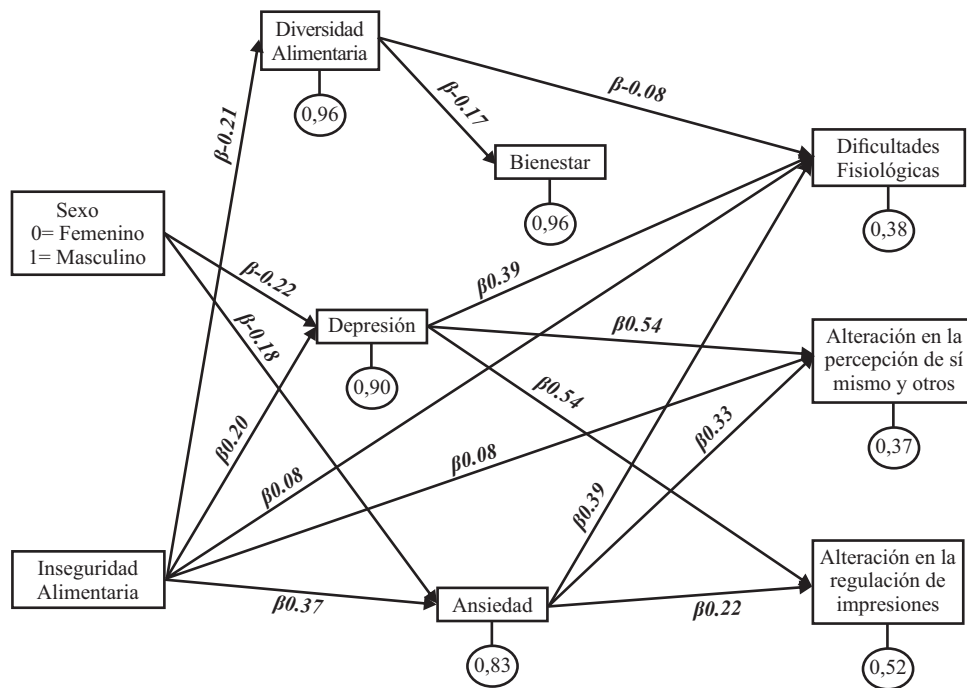 Diversidad
Alimentaria
0,96
β-0.21
β-0.17
β-0.08
Bienestar
0,96
Dificultades
Fisiológicas
0,38
Sexo
0= Femenino
1= Masculino
β-0.22
β-0.18
β0.39
Depresión
0,90
β0.54
β0.54
Alteración en la
percepción de sí
mismo y otros
0,37
β0.20
β0.08
β0.08
β0.33
β0.39
Inseguridad
Alimentaria
β0.37
Ansiedad
0,83
β0.22
Alteración en la
regulación de
impresiones
0,52